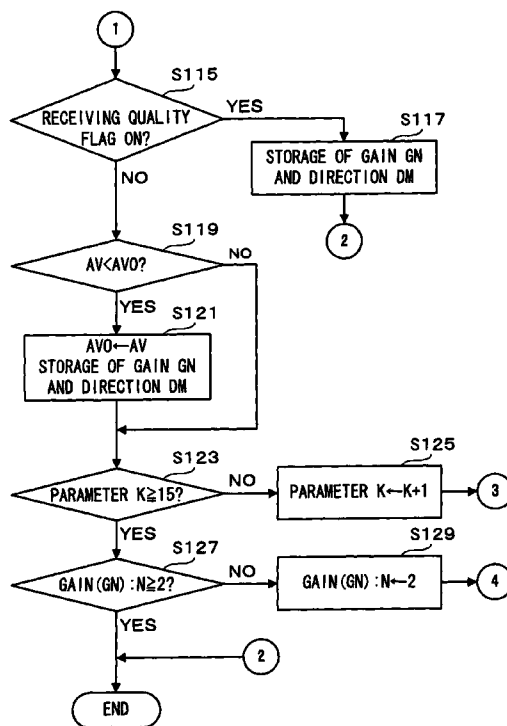 1
S115
RECEIVING QUALITY
FLAG ON?
YES
S117
STORAGE OF GAIN GN
AND DIRECTION DM
2
NO
S119
AV<AV0?
NO
YES
S121
AV0←AV
STORAGE OF GAIN GN
AND DIRECTION DM
S123
PARAMETER K≧15?
NO
S125
PARAMETER K←K+1
3
YES
S127
GAIN(GN):N≧2?
NO
S129
GAIN(GN):N←2
4
YES
2
END